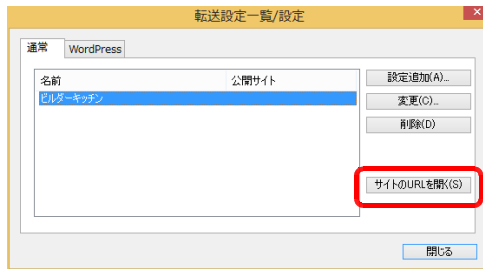 転送設定一覧/設定
通常
WordPress
名前
公開サイト
ビルダーキッチン
設定追加(A)...
変更(C)...
削除(D)
サイトのURLを開く(S)
閉じる